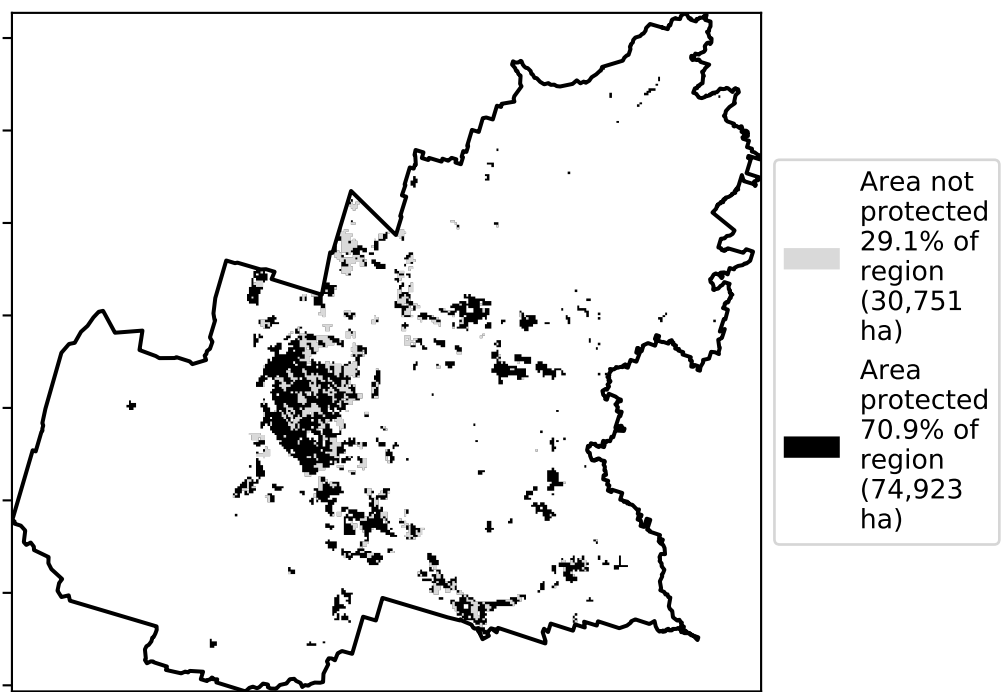 Area not
protected
29.1% of
region
(30,751
ha)
Area
protected
70.9% of
region
(74,923
ha)